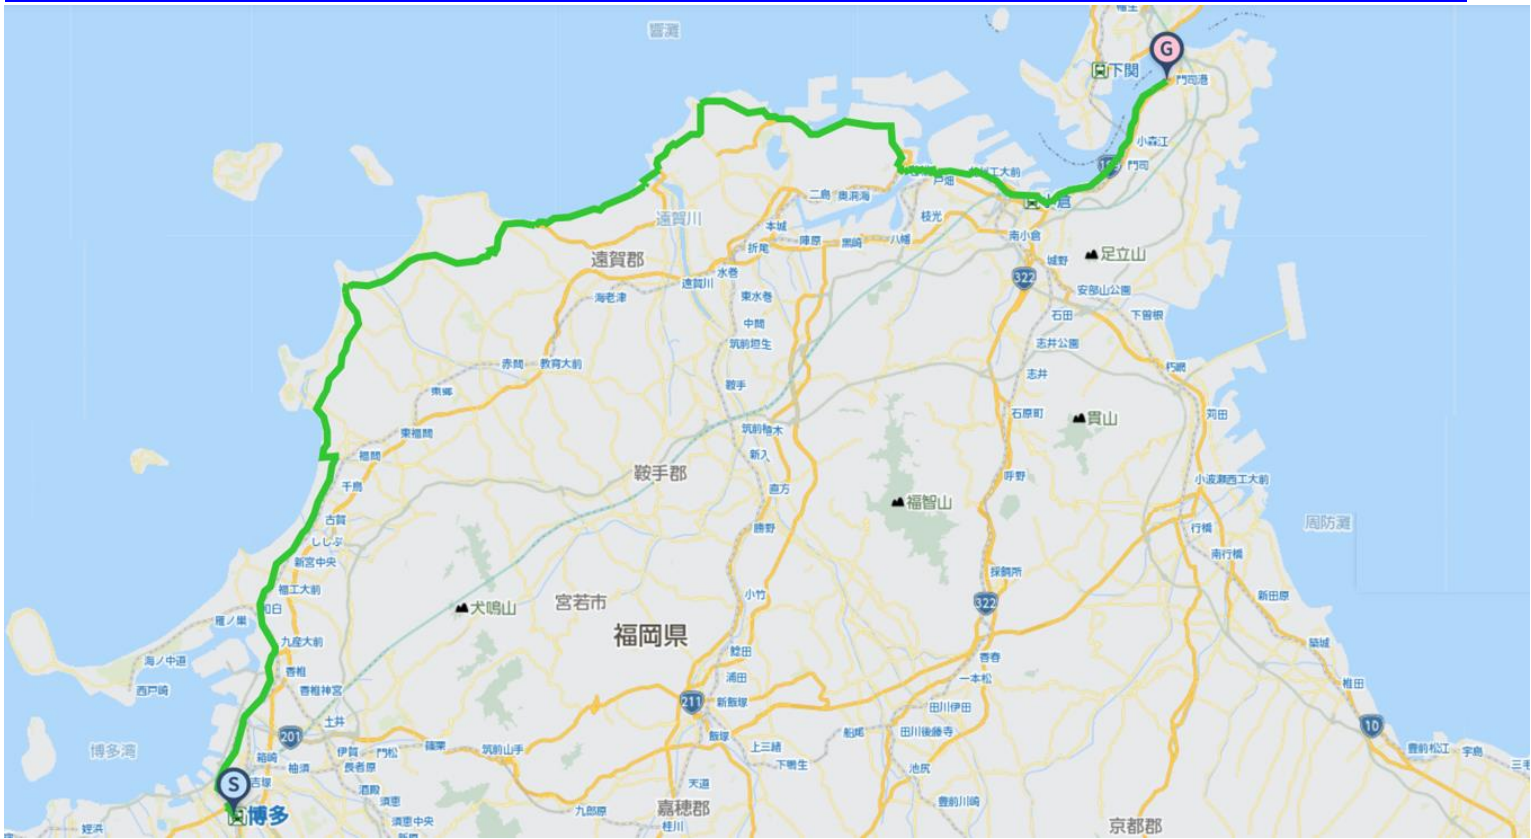 響灘
福生
G
下関
門司港
小森江
門司
戸畑
九州工大前
小倉
二島
奥洞海
遠賀川
枝光
本城
折尾
陣原
黒崎
八幡
南小倉
足立山
城野
遠賀郡
水巻
遠賀川
322
安部山公園
海老津
東水巻
石田
下曽根
中間
筑前垣生
志井公園
赤間
教育大前
朽網
鞍手
志井
東郷
石原町
貫山
苅田
東福間
筑前植木
福間
新入
鞍手郡
呼野
小波瀬西工大前
千鳥
直方
福智山
古賀
周防灘
勝野
行橋
ししぶ
南行橋
新宮中央
採銅所
福工大前
小竹
新田原
和白
宮若市
322
犬鳴山
雁ノ巣
福岡県
九産大前
築城
鯰田
香春
海ノ中道
香椎
浦田
一本松
椎田
西戸崎
香椎神宮
211
新飯塚
田川伊田
土井
10
201
飯塚
船尾
田川後藤寺
博多湾
伊賀
門松
篠栗
筑前山手
上三緒
豊前松江
宇島
箱崎
柚須
長者原
下鴨生
池尻
三毛
S
吉塚
酒殿
天道
須恵
九郎原
嘉穂郡
豊前川崎
博多
須恵中央
姪浜
桂川
京都郡